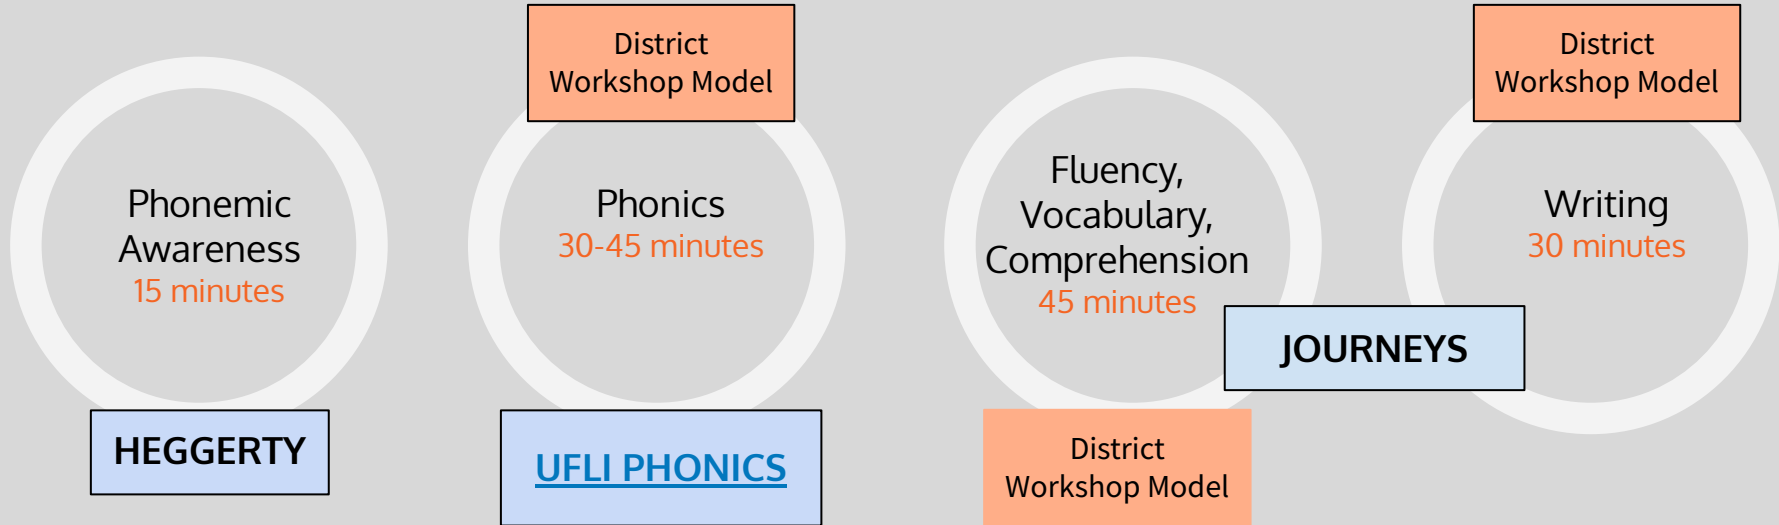 District
Workshop Model
Phonemic
Awareness
15 minutes
HEGGERTY
Phonics
30-45 minutes
UFLI PHONICS
Fluency,
Vocabulary,
Comprehension
45 minutes
District
Workshop Model
JOURNEYS
District
Workshop Model
Writing
30 minutes